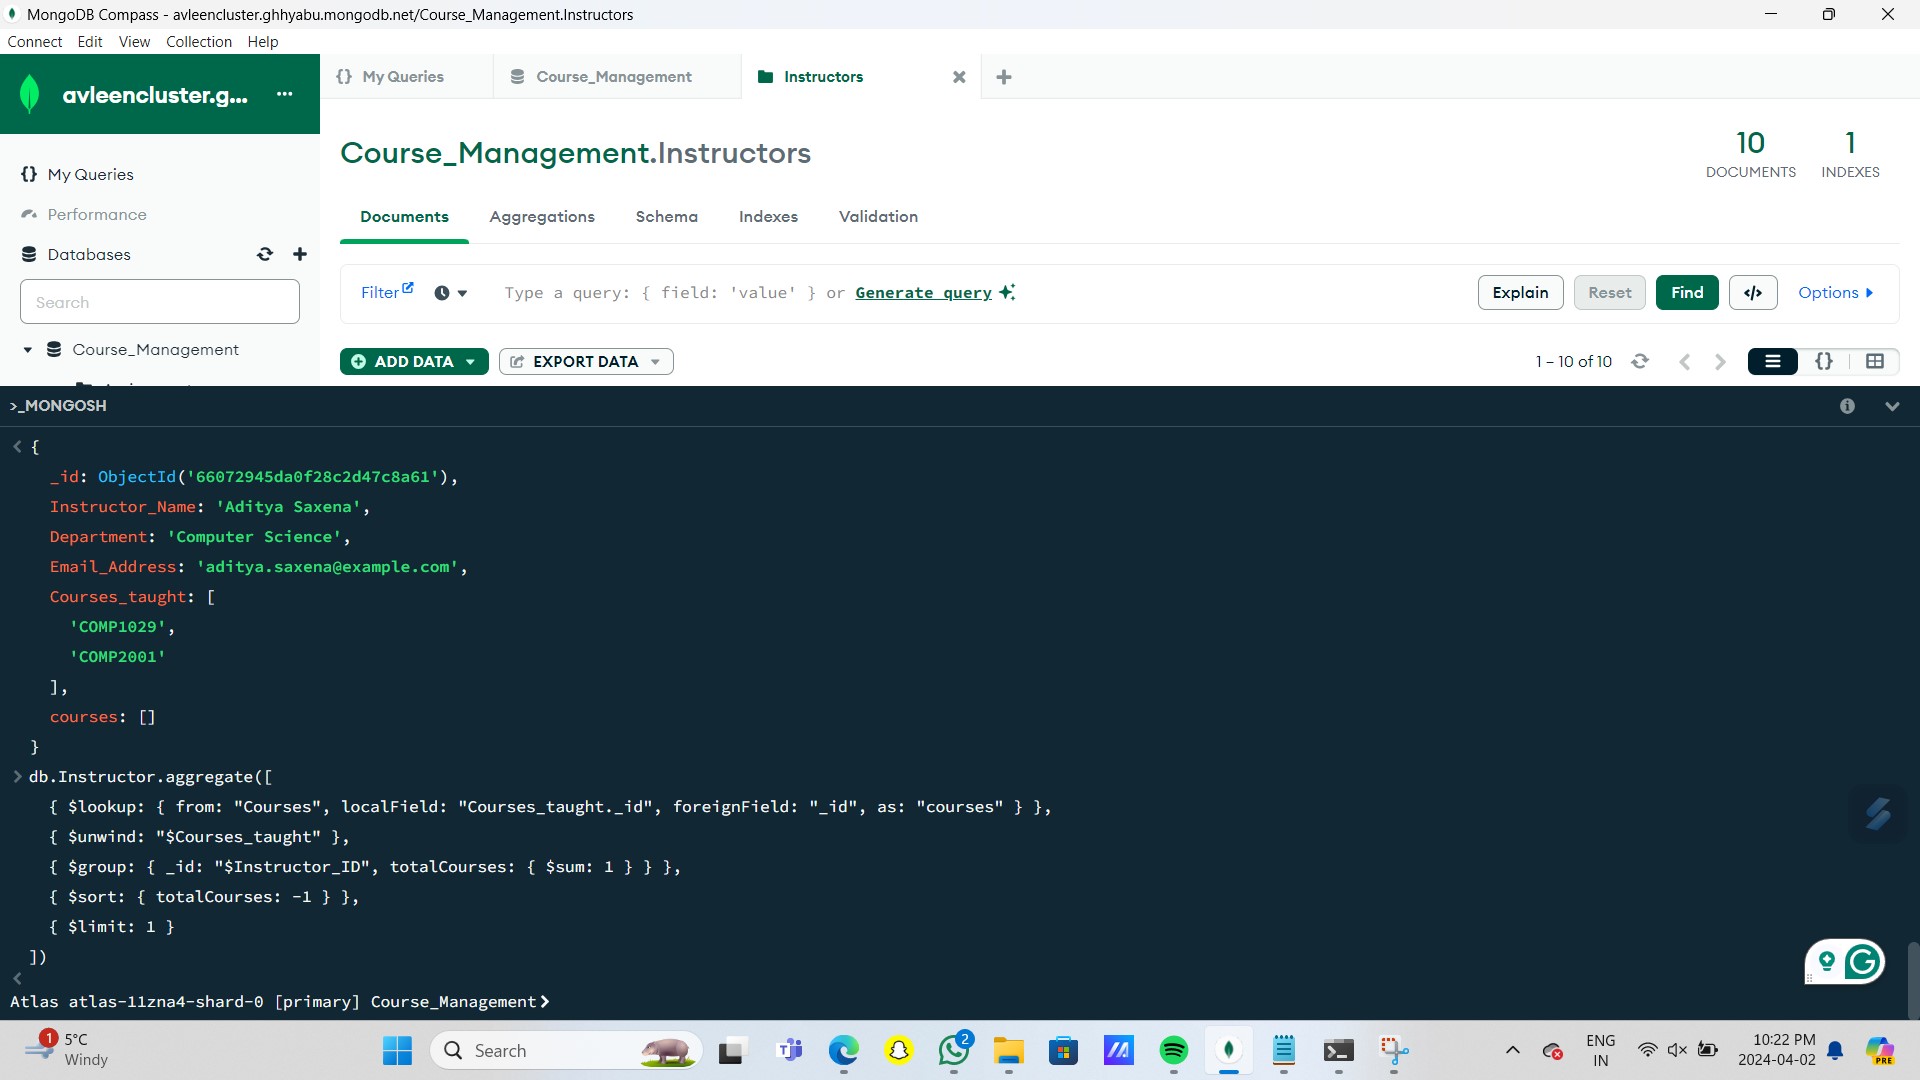 MongoDB Compass - avleencluster.ghhyabu.mongodb.net/Course_Management.Instructors
Connect Edit View Collection Help
avleencluster.g... ...
{} My Queries
Course_Management
Instructors
My Queries
Performance
Databases
Search
Course_Management
Course_Management.Instructors
10
DOCUMENTS
1
INDEXES
Documents Aggregations Schema Indexes Validation
Filter Type a query: { field: 'value' } or Generate query Explain Reset Find </> Options
ADD DATA EXPORT DATA 1 – 10 of 10 {}
>_MONGOSH
< {
_id: ObjectId('66072945da0f28c2d47c8a61'),
Instructor_Name: 'Aditya Saxena',
Department: 'Computer Science',
Email_Address: 'aditya.saxena@example.com',
Courses_taught: [
'COMP1029',
'COMP2001'
],
courses: []
}
> db.Instructor.aggregate([
{ $lookup: { from: "Courses", localField: "Courses_taught._id", foreignField: "_id", as: "courses" } },
{ $unwind: "$Courses_taught" },
{ $group: { _id: "$Instructor_ID", totalCourses: { $sum: 1 } } },
{ $sort: { totalCourses: -1 } },
{ $limit: 1 }
])
<
Atlas atlas-11zna4-shard-0 [primary] Course_Management>
1
5°C
Windy
Search
2
ENG
IN
10:22 PM
2024-04-02
PRE